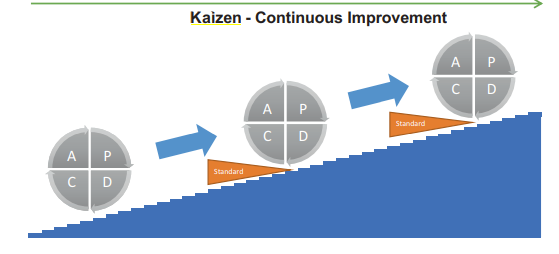 Kaizen - Continuous Improvement
A P
C D
Standard
A P
C D
Standard
A P
C D